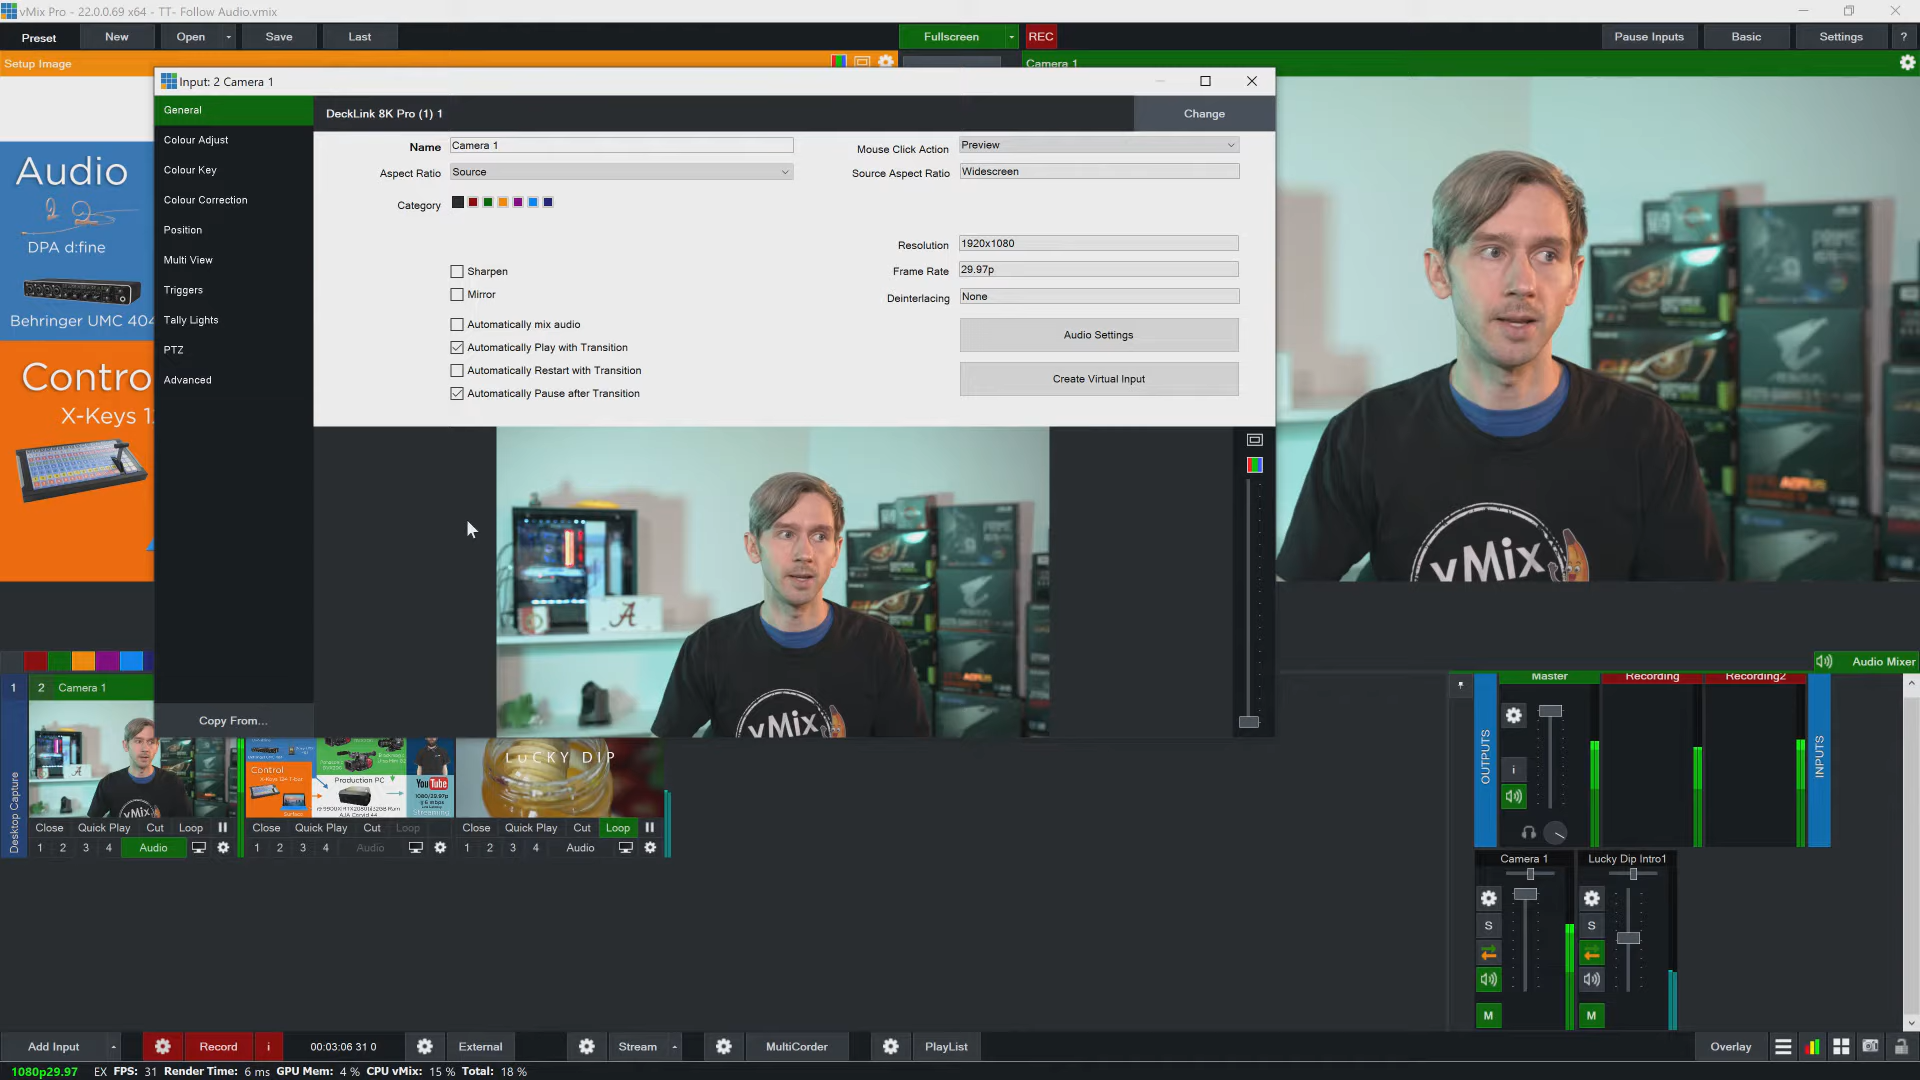 vMix Pro - 22.0.0.69 x64 - TT- Follow Audio.vmix
Preset
New
Open
Save
Last
Fullscreen
REC
Pause Inputs
Basic
Settings
?
Setup Image
Camera 1
Input: 2 Camera 1
General
Colour Adjust
Colour Key
Colour Correction
Position
Multi View
Triggers
Tally Lights
PTZ
Advanced
Copy From...
DeckLink 8K Pro (1) 1
Change
Name
Camera 1
Aspect Ratio
Source
Category
Sharpen
Mirror
Automatically mix audio
Automatically Play with Transition
Automatically Restart with Transition
Automatically Pause after Transition
Mouse Click Action
Preview
Source Aspect Ratio
Widescreen
Resolution
1920x1080
Frame Rate
29.97p
Deinterlacing
None
Audio Settings
Create Virtual Input
Audio
DPA d:fine
Behringer UMC 404
Contro
X-Keys 1
A
vMix
vMix
AORUS
Audio Mixer
1
2
Camera 1
Desktop Capture
Control
Production PC
YouTube
LUCKY DIP
Close Quick Play Cut Loop
1 2 3 4 Audio
Close Quick Play Cut Loop
1 2 3 4 Audio
Close Quick Play Cut Loop
1 2 3 4 Audio
Master
Recording
Recording2
OUTPUTS
INPUTS
i
Camera 1
Lucky Dip Intro1
S
S
M
M
Add Input
Record
i
00:03:06 31 0
External
Stream
MultiCorder
PlayList
Overlay
1080p29.97 EX FPS: 31 Render Time: 6 ms GPU Mem: 4 % CPU vMix: 15 % Total: 18 %